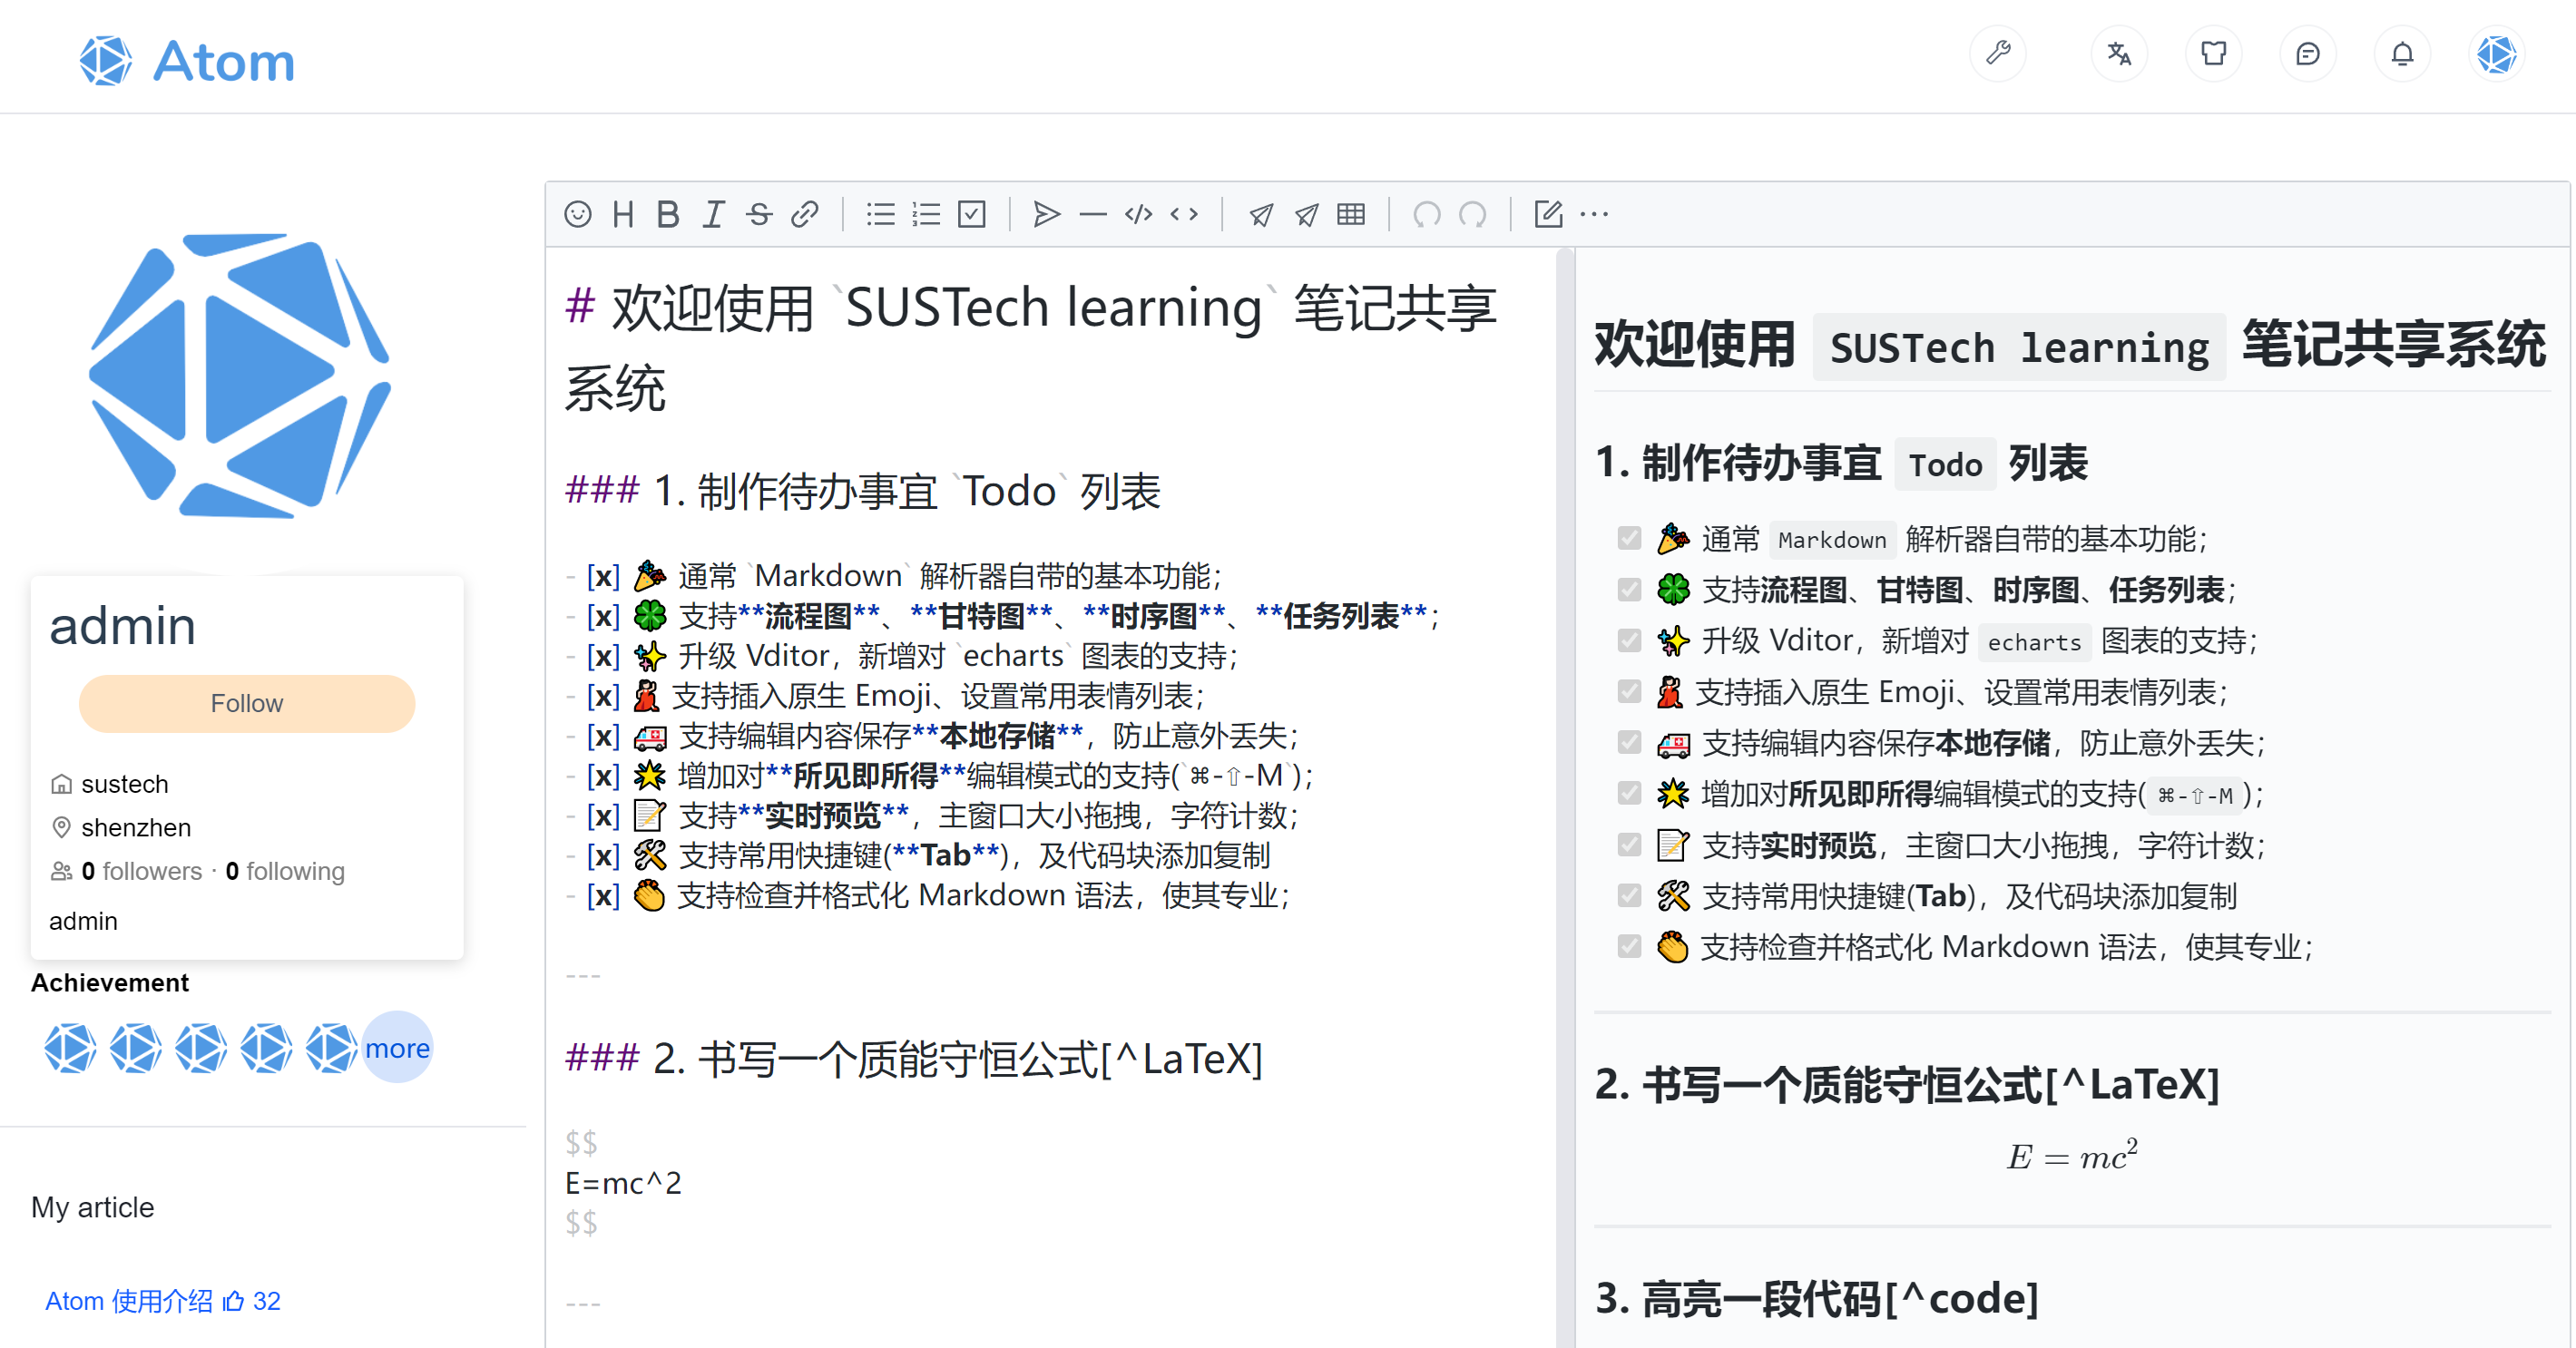 Atom
admin
Follow
sustech
shenzhen
0 followers · 0 following
admin
Achievement
more
My article
Atom 使用介绍 32
# 欢迎使用 `SUSTech learning` 笔记共享
系统
### 1. 制作待办事宜 `Todo` 列表
- [x] 🎉 通常 `Markdown` 解析器自带的基本功能；
- [x] 🍀 支持**流程图**、**甘特图**、**时序图**、**任务列表**；
- [x] ✨ 升级 Vditor，新增对 `echarts` 图表的支持；
- [x] 💃 支持插入原生 Emoji、设置常用表情列表；
- [x] 🚑 支持编辑内容保存**本地存储**，防止意外丢失；
- [x] 🌟 增加对**所见即所得**编辑模式的支持(`⌘-⇧-M`)；
- [x] 📝 支持**实时预览**，主窗口大小拖拽，字符计数；
- [x] 🛠 支持常用快捷键(**Tab**)，及代码块添加复制
- [x] 👏 支持检查并格式化 Markdown 语法，使其专业；
---
### 2. 书写一个质能守恒公式[^LaTeX]
$$
E=mc^2
$$
---
欢迎使用 SUSTech learning 笔记共享系统
1. 制作待办事宜 Todo 列表
🎉 通常 Markdown 解析器自带的基本功能；
🍀 支持流程图、甘特图、时序图、任务列表；
✨ 升级 Vditor，新增对 echarts 图表的支持；
💃 支持插入原生 Emoji、设置常用表情列表；
🚑 支持编辑内容保存本地存储，防止意外丢失；
🌟 增加对所见即所得编辑模式的支持(⌘-⇧-M)；
📝 支持实时预览，主窗口大小拖拽，字符计数；
🛠 支持常用快捷键(Tab)，及代码块添加复制
👏 支持检查并格式化 Markdown 语法，使其专业；
2. 书写一个质能守恒公式[^LaTeX]
E = mc²
3. 高亮一段代码[^code]